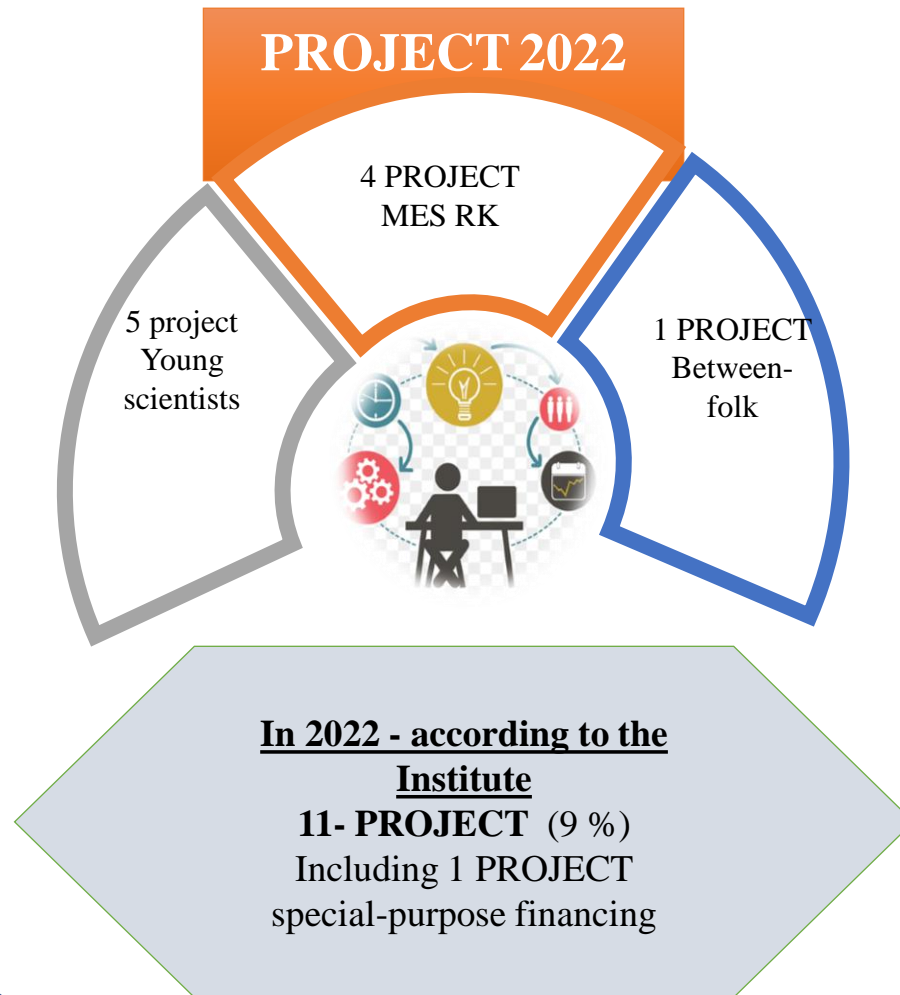 PROJECT 2022
4 PROJECT
MES RK
5 project
Young
scientists
1 PROJECT
Between-
folk
In 2022 - according to the
Institute
11- PROJECT (9 %)
Including 1 PROJECT
special-purpose financing